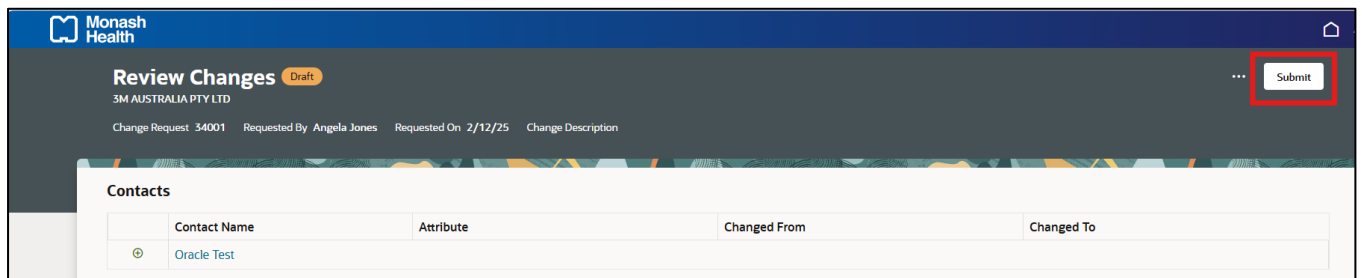 Monash
Health
Review Changes Draft
... Submit
3M AUSTRALIA PTY LTD
Change Request 34001 Requested By Angela Jones Requested On 2/12/25 Change Description
Contacts
Contact Name Attribute Changed From Changed To
Oracle Test